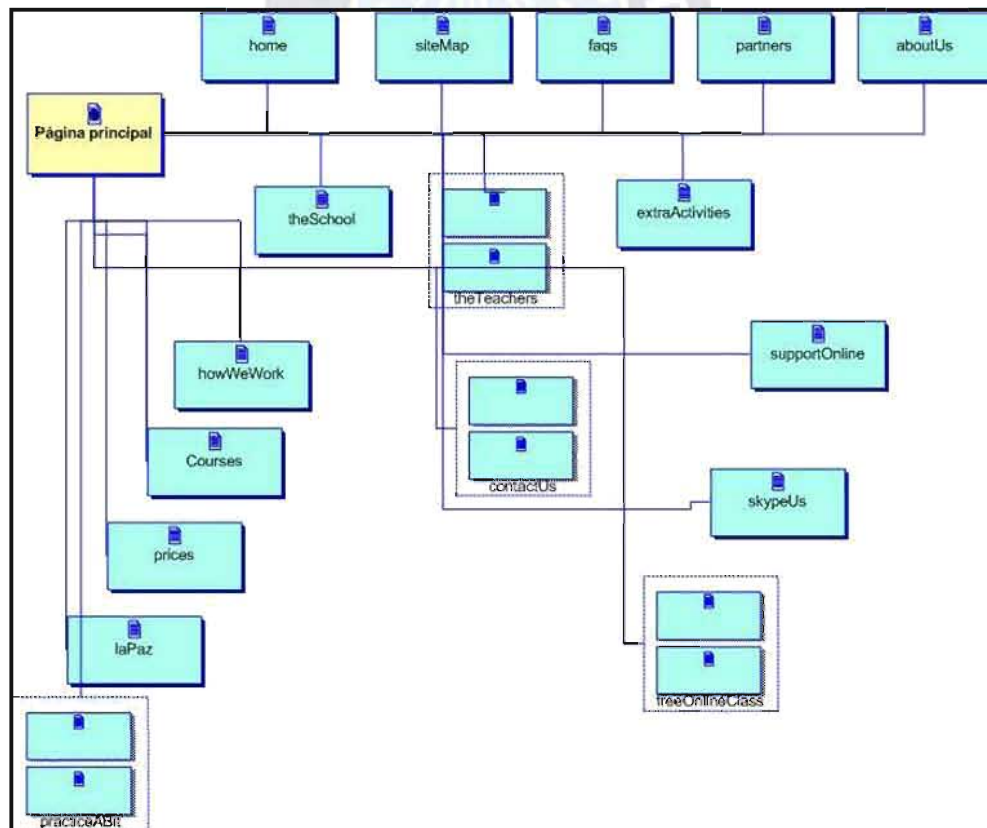 home
siteMap
faqs
partners
aboutUs
Página principal
theSchool
extraActivities
theTeachers
supportOnline
howWeWork
Courses
contactUs
skypeUs
prices
laPaz
freeOnlineClass
practiceABit